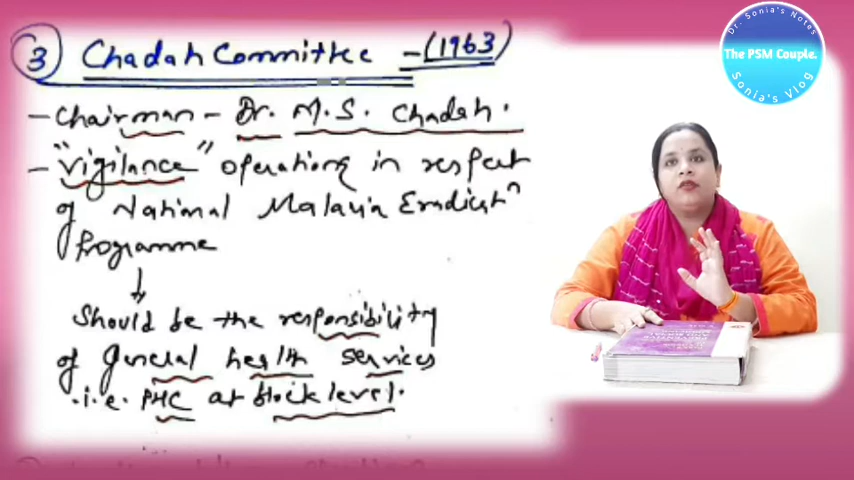 3 Chadah Committee - (1963)
- Chairman - Dr. M.S. Chadah.
- "Vigilance" operations in respect
of National Malaria Eradicatn
Programme
↓
Should be the responsibility
of general health services
i.e. PHC at block level.
Dr. Sonia's Notes
The PSM Couple.
Sonia's Vlog